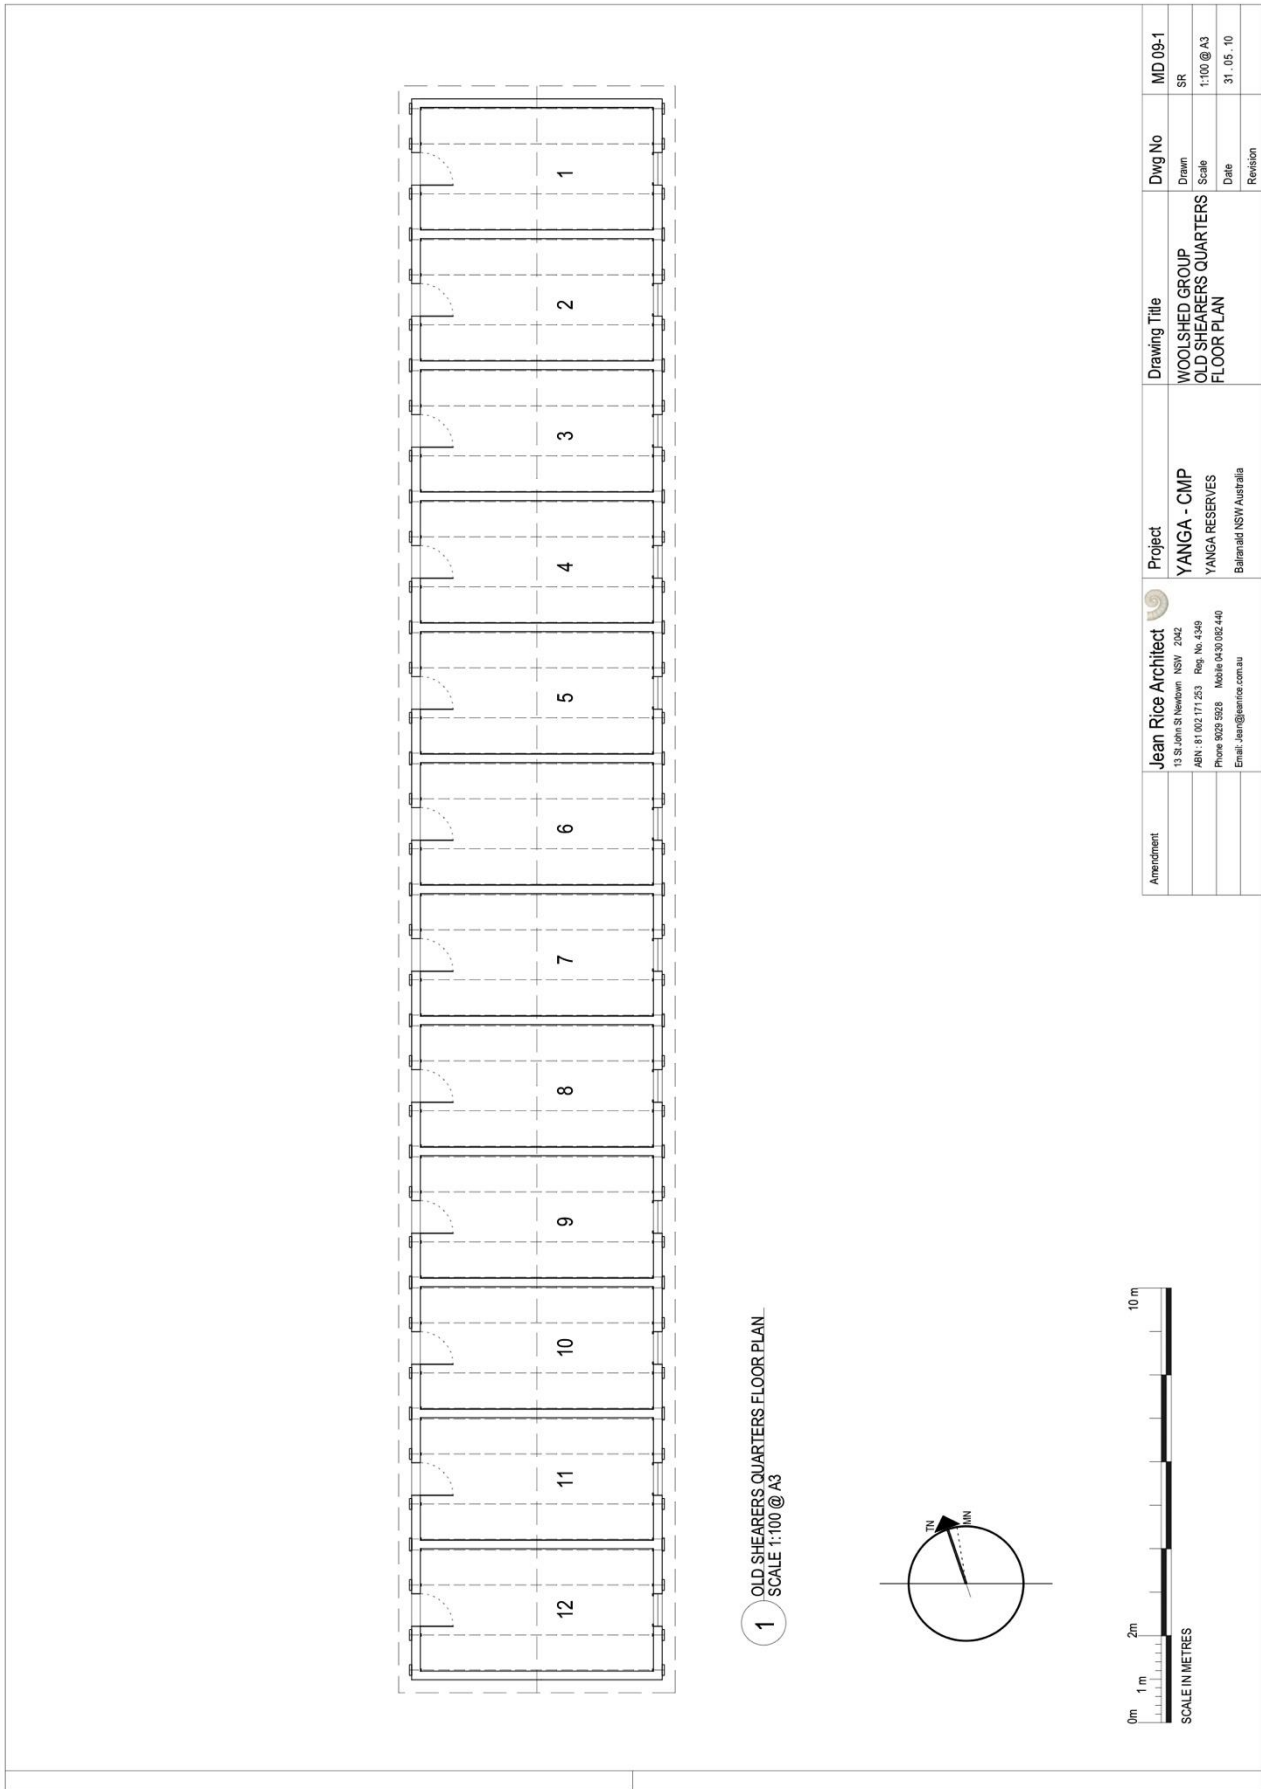 12
11
10
9
8
7
6
5
4
3
2
1
1
OLD SHEARERS QUARTERS FLOOR PLAN
SCALE 1:100 @ A3
TN
MN
0m
1 m
2m
10 m
SCALE IN METRES
Amendment
Jean Rice Architect
13 St John St Newtown NSW 2042
ABN : 81 002 171 253 Reg. No. 4349
Phone 9029 5928 Mobile 0430 082 440
Email: Jean@jeanrice.com.au
Project
YANGA - CMP
YANGA RESERVES
Balranald NSW Australia
Drawing Title
WOOLSHED GROUP
OLD SHEARERS QUARTERS
FLOOR PLAN
Dwg No
MD 09-1
Drawn
SR
Scale
1:100 @ A3
Date
31 . 05 . 10
Revision